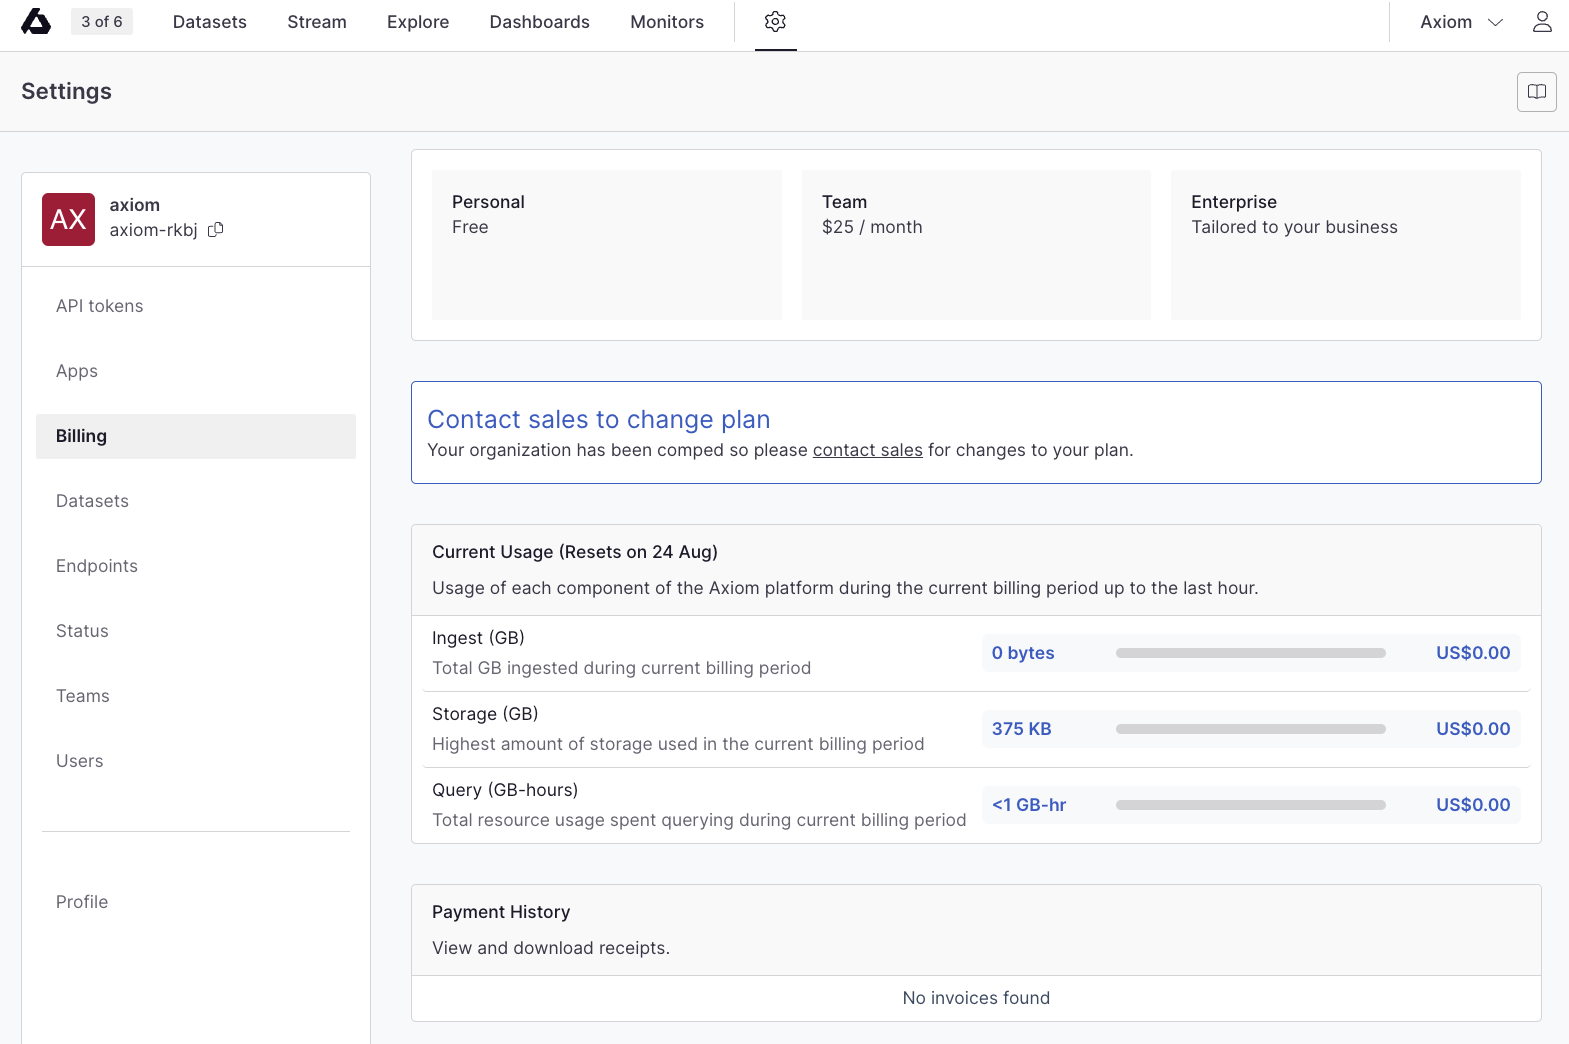 3 of 6
Datasets
Stream
Explore
Dashboards
Monitors
Axiom
Settings
AX
axiom
axiom-rkbj
API tokens
Apps
Billing
Datasets
Endpoints
Status
Teams
Users
Profile
Personal
Free
Team
$25 / month
Enterprise
Tailored to your business
Contact sales to change plan
Your organization has been comped so please contact sales for changes to your plan.
Current Usage (Resets on 24 Aug)
Usage of each component of the Axiom platform during the current billing period up to the last hour.
Ingest (GB)
Total GB ingested during current billing period
0 bytes
US$0.00
Storage (GB)
Highest amount of storage used in the current billing period
375 KB
US$0.00
Query (GB-hours)
Total resource usage spent querying during current billing period
<1 GB-hr
US$0.00
Payment History
View and download receipts.
No invoices found